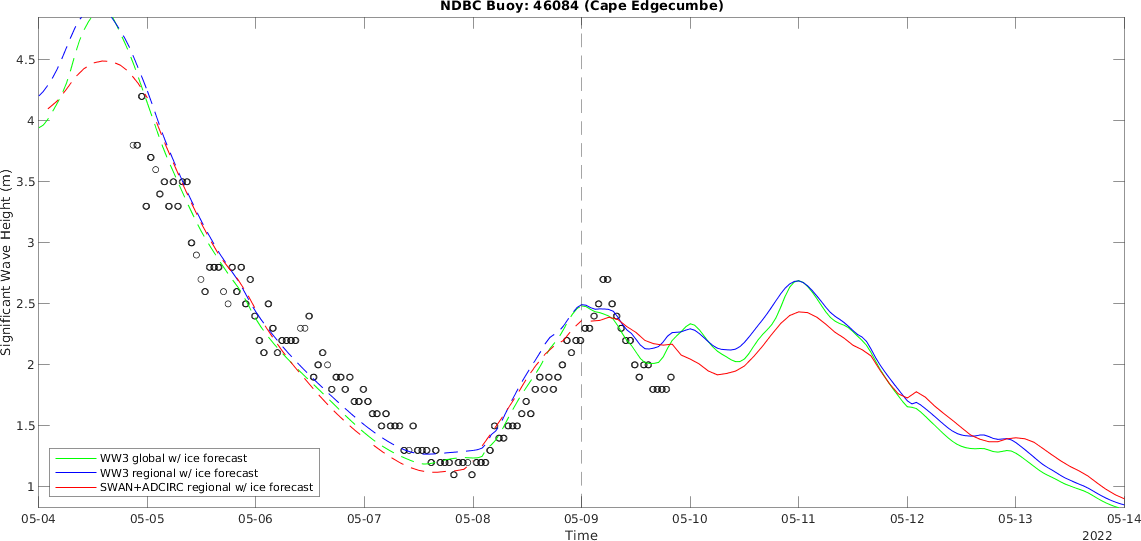 NDBC Buoy: 46084 (Cape Edgecumbe)
Significant Wave Height (m)
4.5
4
3.5
3
2.5
2
1.5
1
WW3 global w/ ice forecast
WW3 regional w/ ice forecast
SWAN+ADCIRC regional w/ ice forecast
05-04 05-05 05-06 05-07 05-08 05-09 05-10 05-11 05-12 05-13 05-14
Time 2022